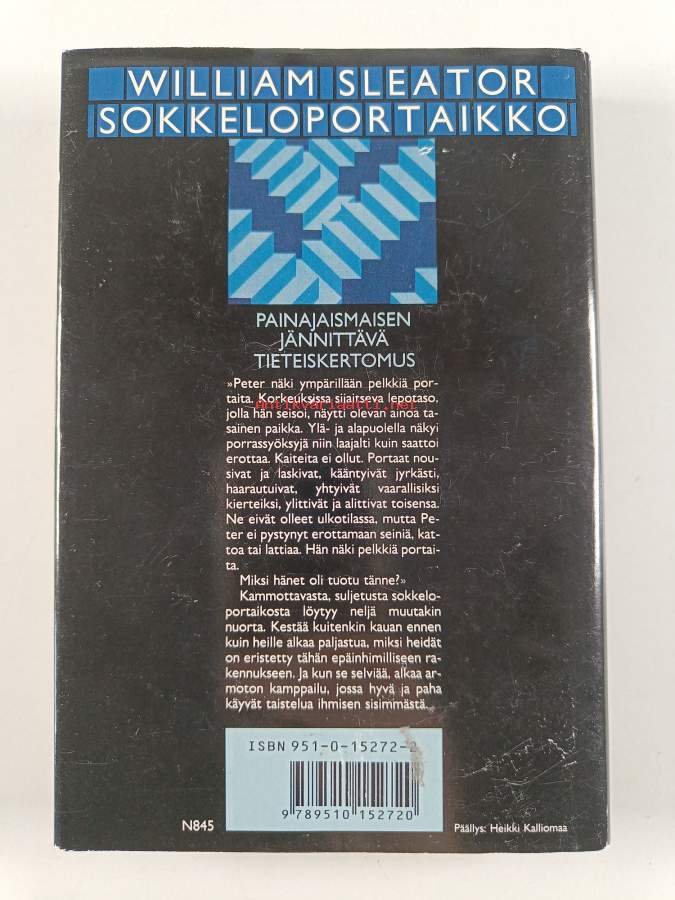 WILLIAM SLEATOR
SOKKELOPORTAIKKO
PAINAJAISMAISEN
JÄNNITTÄVÄ
TIETEISKERTOMUS
»Peter näki ympärillään pelkkiä por-
taita. Korkeuksissa sijaitseva lepotaso,
antikvariaatti.net
jolla hän seisoi, näytti olevan ainoa ta-
sainen paikka. Ylä- ja alapuolella näkyi
porrassyöksyjä niin laajalti kuin saattoi
erottaa. Kaiteita ei ollut. Portaat nou-
sivat ja laskivat, kääntyivät jyrkästi,
haarautuivat, yhtyivät vaarallisiksi
kierteiksi, ylittivät ja alittivat toisensa.
Ne eivät olleet ulkotilassa, mutta Pe-
ter ei pystynyt erottamaan seiniä, kat-
toa tai lattiaa. Hän näki pelkkiä portai-
ta.
Miksi hänet oli tuotu tänne?»
Kammottavasta, suljetusta sokkelo-
portaikosta löytyy neljä muutakin
nuorta. Kestää kuitenkin kauan ennen
kuin heille alkaa paljastua, miksi heidät
on eristetty tähän epäinhimilliseen ra-
kennukseen. Ja kun se selviää, alkaa ar-
moton kamppailu, jossa hyvä ja paha
käyvät taistelua ihmisen sisimmästä.
ISBN 951-0-15272-2
9 789510 152720
N845
Päällys: Heikki Kalliomaa